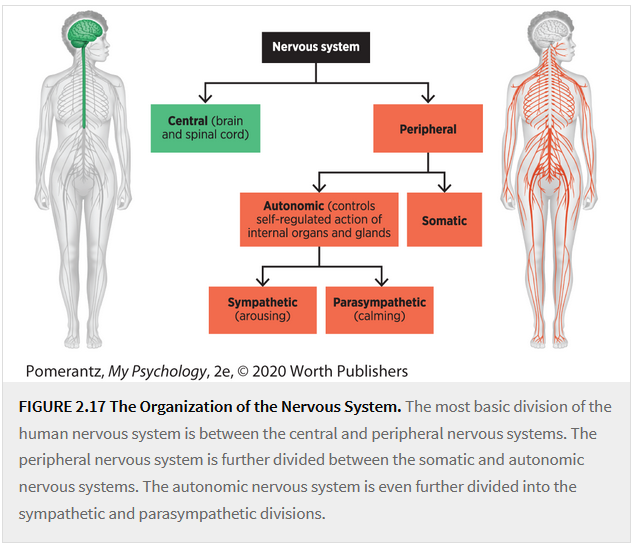 Nervous system
Central (brain
and spinal cord)
Peripheral
Autonomic (controls
self-regulated action of
internal organs and glands
Somatic
Sympathetic
(arousing)
Parasympathetic
(calming)
Pomerantz, My Psychology, 2e, © 2020 Worth Publishers
FIGURE 2.17 The Organization of the Nervous System. The most basic division of the
human nervous system is between the central and peripheral nervous systems. The
peripheral nervous system is further divided between the somatic and autonomic
nervous systems. The autonomic nervous system is even further divided into the
sympathetic and parasympathetic divisions.